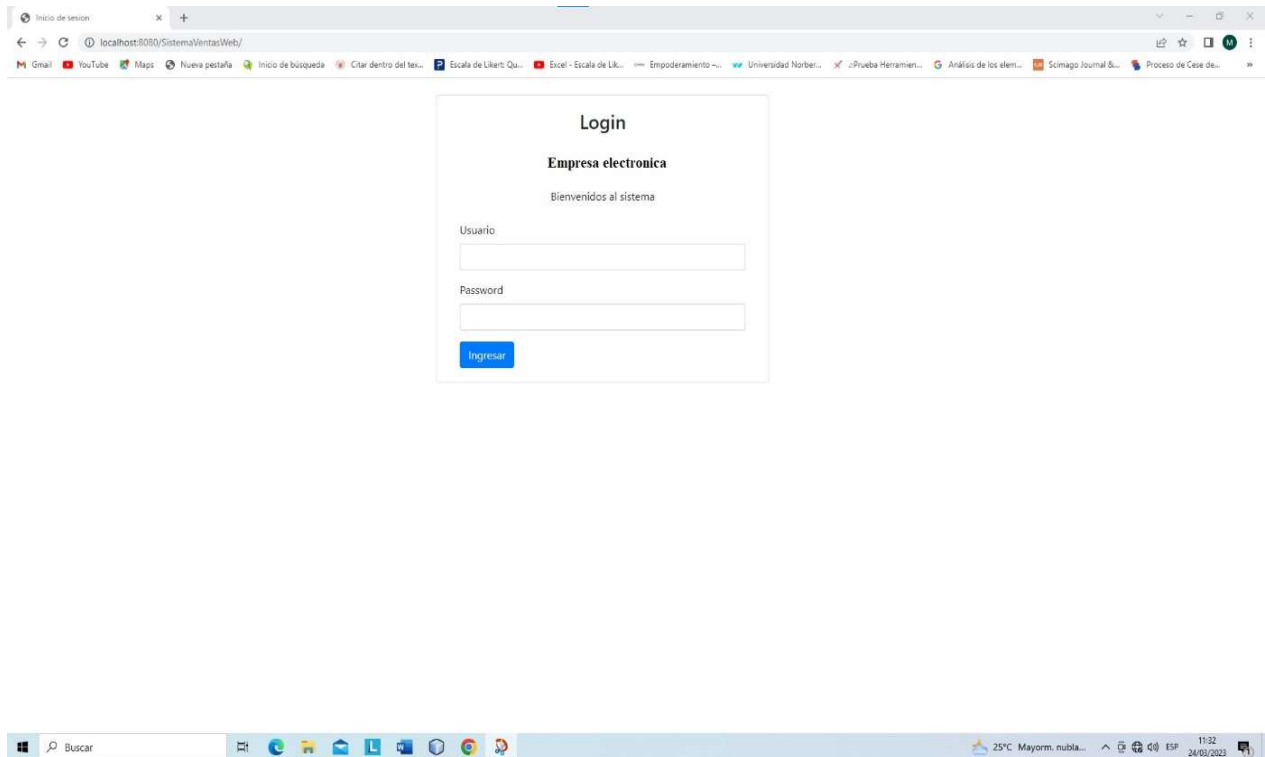 Inicio de sesion
localhost:8080/SistemaVentasWeb/
M
Gmail YouTube Maps Nueva pestaña Inicio de búsqueda Citar dentro del tex... Escala de Likert: Qu... Excel - Escala de Lik... Empoderamiento –... Universidad Norber... Prueba Herramien... Análisis de los elem... Scimago Journal &... Proceso de Cese de... »
Login
Empresa electronica
Bienvenidos al sistema
Usuario
Password
Ingresar
Buscar
25°C Mayorm. nubla... ESP 11:32
24/03/2023